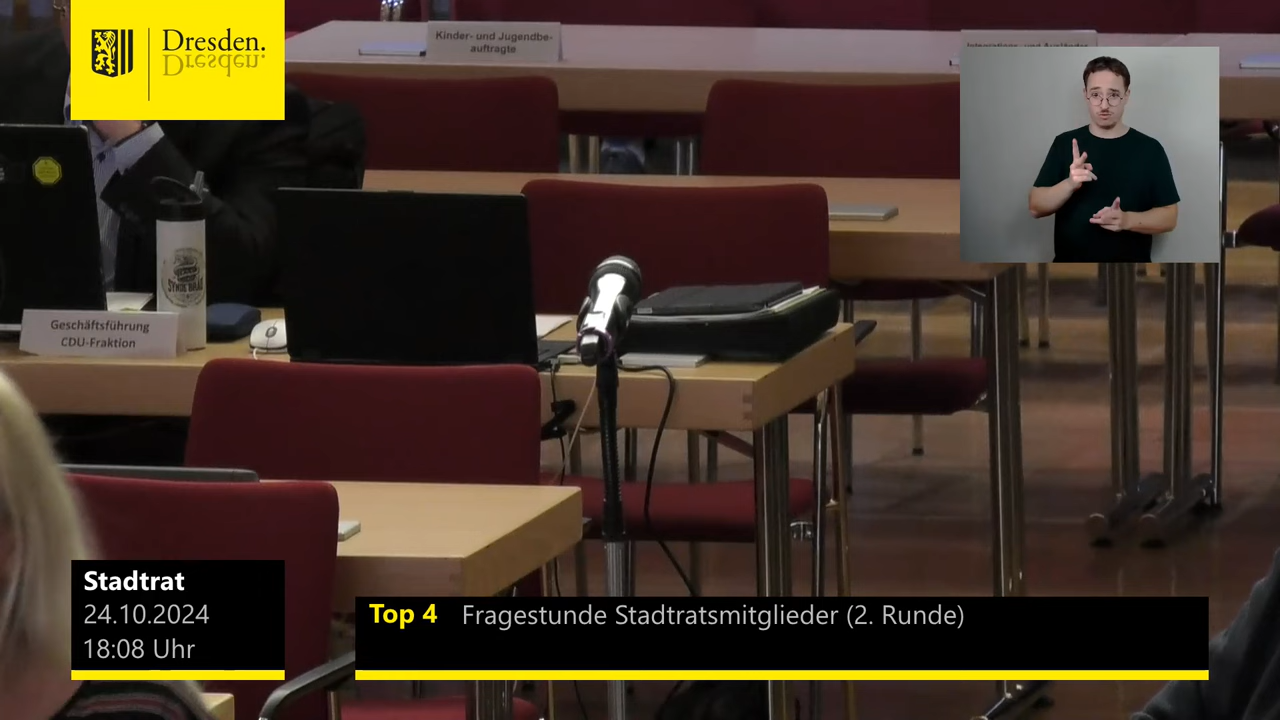 Dresden.
Dresden.
Kinder- und Jugendbe-
auftragte
Geschäftsführung
CDU-Fraktion
Stadtrat
24.10.2024
18:08 Uhr
Top 4 Fragestunde Stadtratsmitglieder (2. Runde)